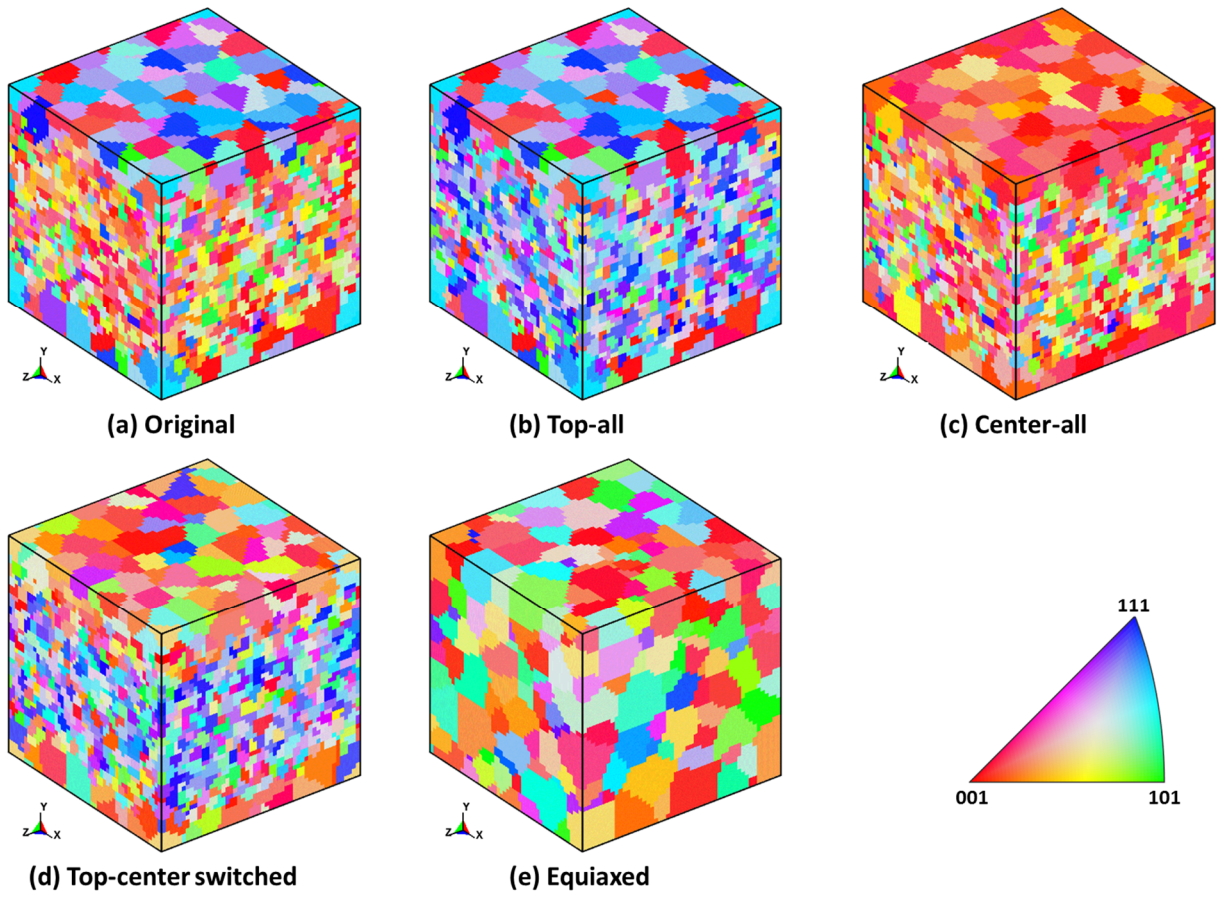 Y
Z X
(a) Original
Y
Z X
(b) Top-all
Y
Z X
(c) Center-all
Y
Z X
(d) Top-center switched
Y
Z X
(e) Equiaxed
111
001
101